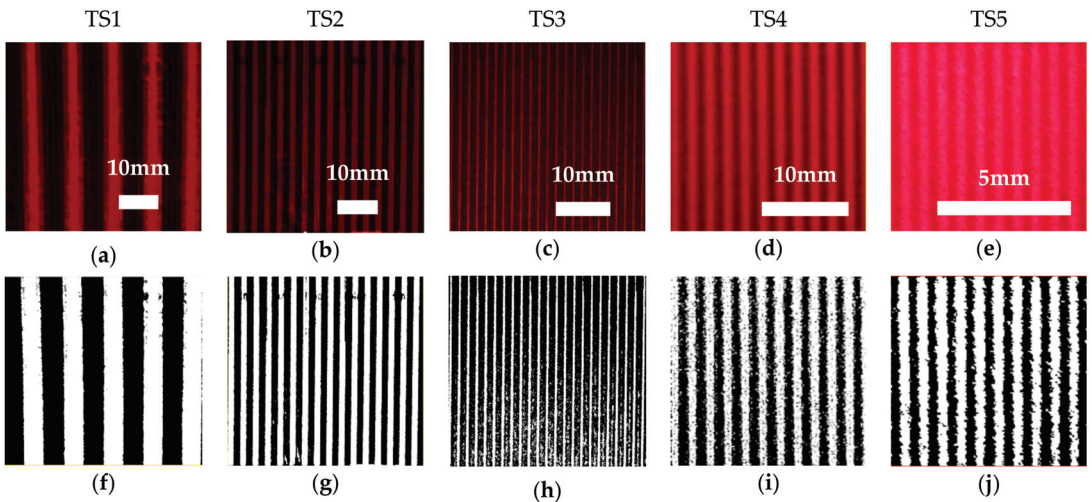 TS1 TS2 TS3 TS4 TS5
10mm 10mm 10mm 10mm 5mm
(a) (b) (c) (d) (e)
(f) (g) (h) (i) (j)